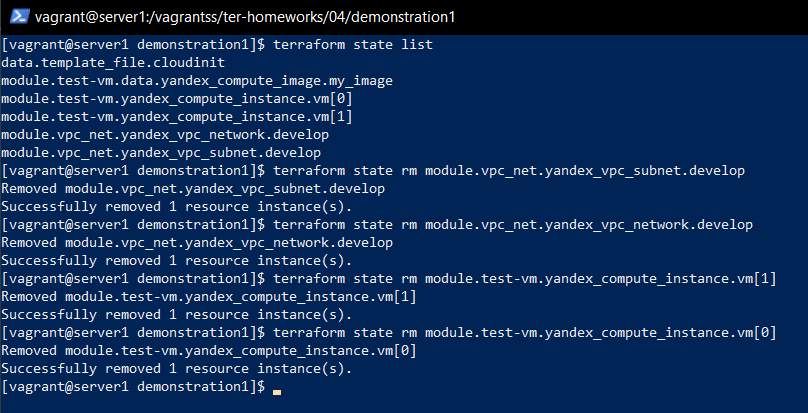 vagrant@server1:/vagrantss/ter-homeworks/04/demonstration1
[vagrant@server1 demonstration1]$ terraform state list
data.template_file.cloudinit
module.test-vm.data.yandex_compute_image.my_image
module.test-vm.yandex_compute_instance.vm[0]
module.test-vm.yandex_compute_instance.vm[1]
module.vpc_net.yandex_vpc_network.develop
module.vpc_net.yandex_vpc_subnet.develop
[vagrant@server1 demonstration1]$ terraform state rm module.vpc_net.yandex_vpc_subnet.develop
Removed module.vpc_net.yandex_vpc_subnet.develop
Successfully removed 1 resource instance(s).
[vagrant@server1 demonstration1]$ terraform state rm module.vpc_net.yandex_vpc_network.develop
Removed module.vpc_net.yandex_vpc_network.develop
Successfully removed 1 resource instance(s).
[vagrant@server1 demonstration1]$ terraform state rm module.test-vm.yandex_compute_instance.vm[1]
Removed module.test-vm.yandex_compute_instance.vm[1]
Successfully removed 1 resource instance(s).
[vagrant@server1 demonstration1]$ terraform state rm module.test-vm.yandex_compute_instance.vm[0]
Removed module.test-vm.yandex_compute_instance.vm[0]
Successfully removed 1 resource instance(s).
[vagrant@server1 demonstration1]$